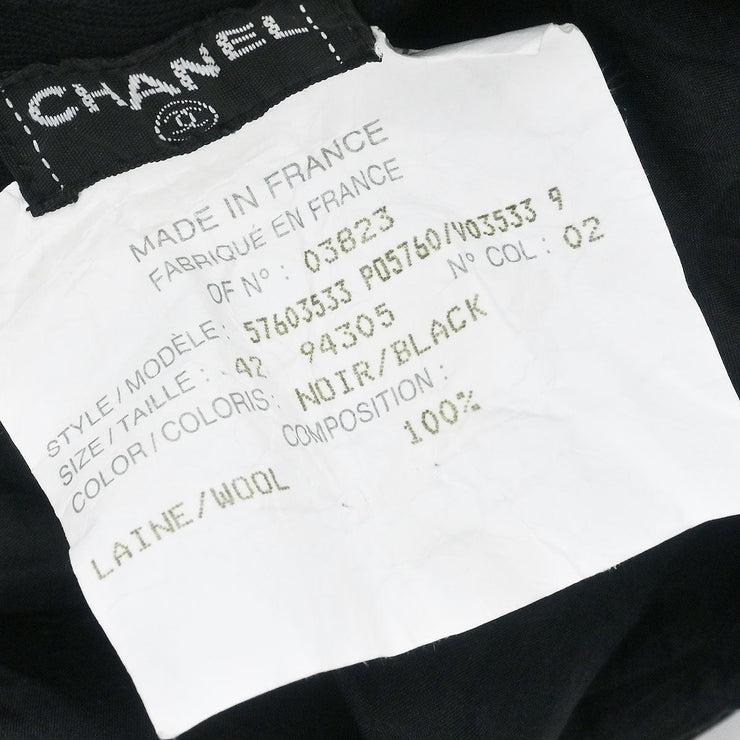 CHANEL
MADE IN FRANCE
FABRIQUÉ EN FRANCE
OF N° : 03823
STYLE/MODÈLE: 57603533 P05760/V03533 9
SIZE/TAILLE : 42 94305 N° COL : 02
COLOR/COLORIS: NOIR/BLACK
COMPOSITION :
100%
LAINE/WOOL